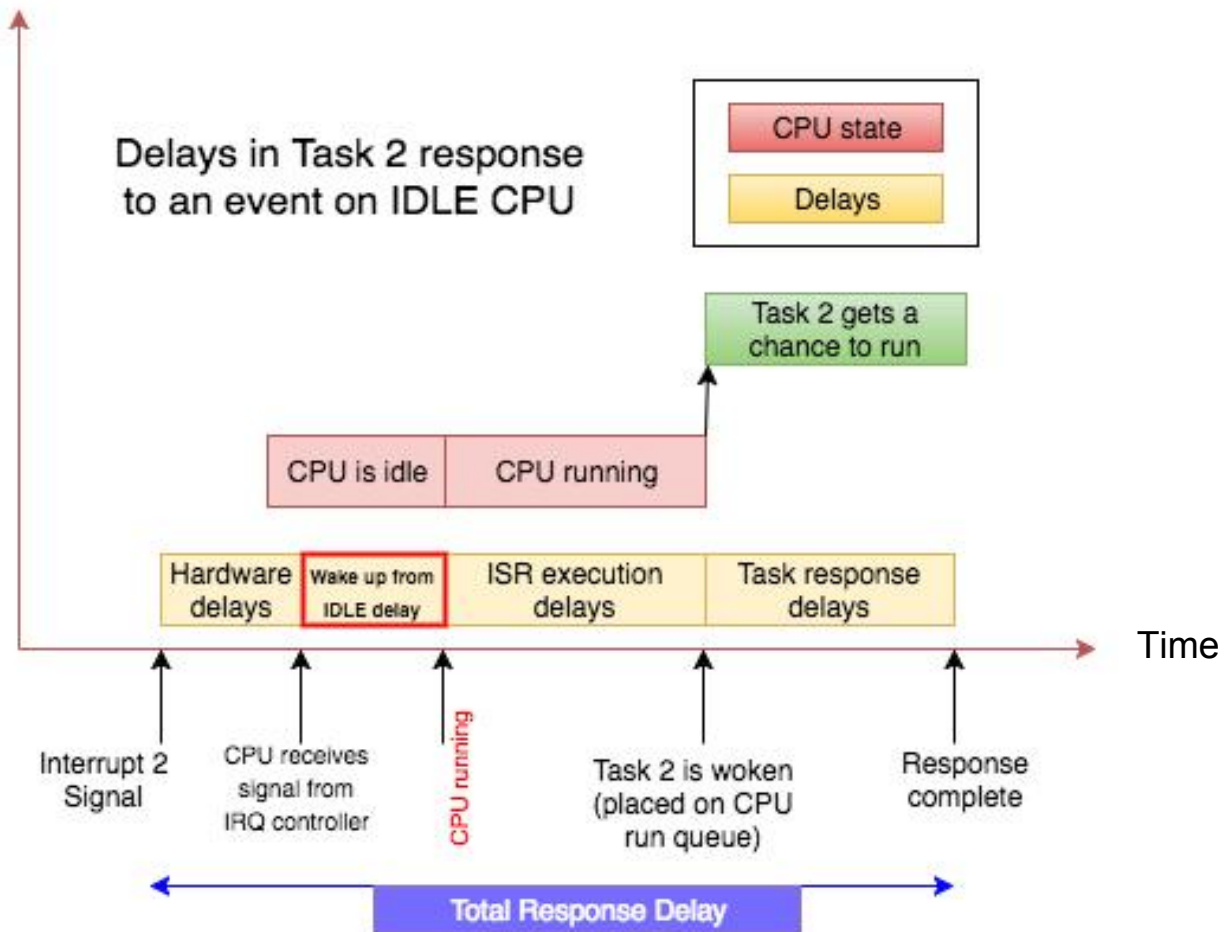 Delays in Task 2 response
to an event on IDLE CPU
CPU state
Delays
Task 2 gets a
chance to run
CPU is idle
CPU running
Hardware
delays
Wake up from
IDLE delay
ISR execution
delays
Task response
delays
Time
Interrupt 2
Signal
CPU receives
signal from
IRQ controller
CPU running
Task 2 is woken
(placed on CPU
run queue)
Response
complete
Total Response Delay